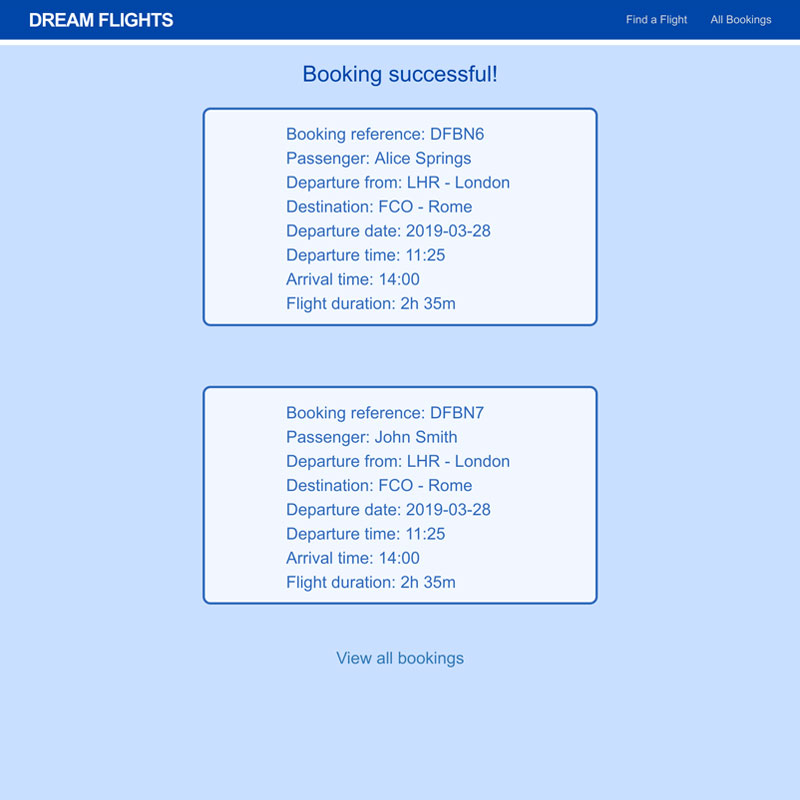 DREAM FLIGHTS
Find a Flight
All Bookings
Booking successful!
Booking reference: DFBN6
Passenger: Alice Springs
Departure from: LHR - London
Destination: FCO - Rome
Departure date: 2019-03-28
Departure time: 11:25
Arrival time: 14:00
Flight duration: 2h 35m
Booking reference: DFBN7
Passenger: John Smith
Departure from: LHR - London
Destination: FCO - Rome
Departure date: 2019-03-28
Departure time: 11:25
Arrival time: 14:00
Flight duration: 2h 35m
View all bookings